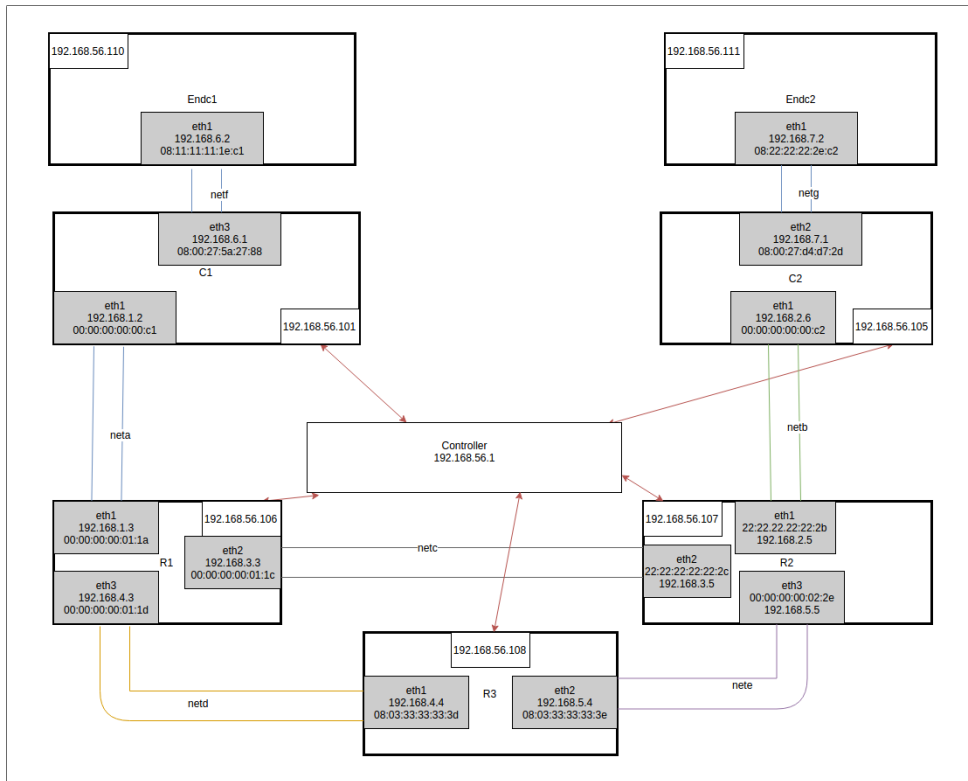 192.168.56.110
Endc1
eth1
192.168.6.2
08:11:11:11:1e:c1
192.168.56.111
Endc2
eth1
192.168.7.2
08:22:22:22:2e:c2
netf
netg
eth3
192.168.6.1
08:00:27:5a:27:88
C1
eth1
192.168.1.2
00:00:00:00:00:c1
192.168.56.101
eth2
192.168.7.1
08:00:27:d4:d7:2d
C2
eth1
192.168.2.6
00:00:00:00:00:c2
192.168.56.105
neta
netb
Controller
192.168.56.1
eth1
192.168.1.3
00:00:00:00:01:1a
192.168.56.106
R1
eth2
192.168.3.3
00:00:00:00:01:1c
eth3
192.168.4.3
00:00:00:00:01:1d
netc
192.168.56.107
eth1
22:22:22:22:22:2b
192.168.2.5
eth2
22:22:22:22:22:2c
192.168.3.5
R2
eth3
00:00:00:00:02:2e
192.168.5.5
192.168.56.108
eth1
192.168.4.4
08:03:33:33:33:3d
R3
eth2
192.168.5.4
08:03:33:33:33:3e
netd
nete